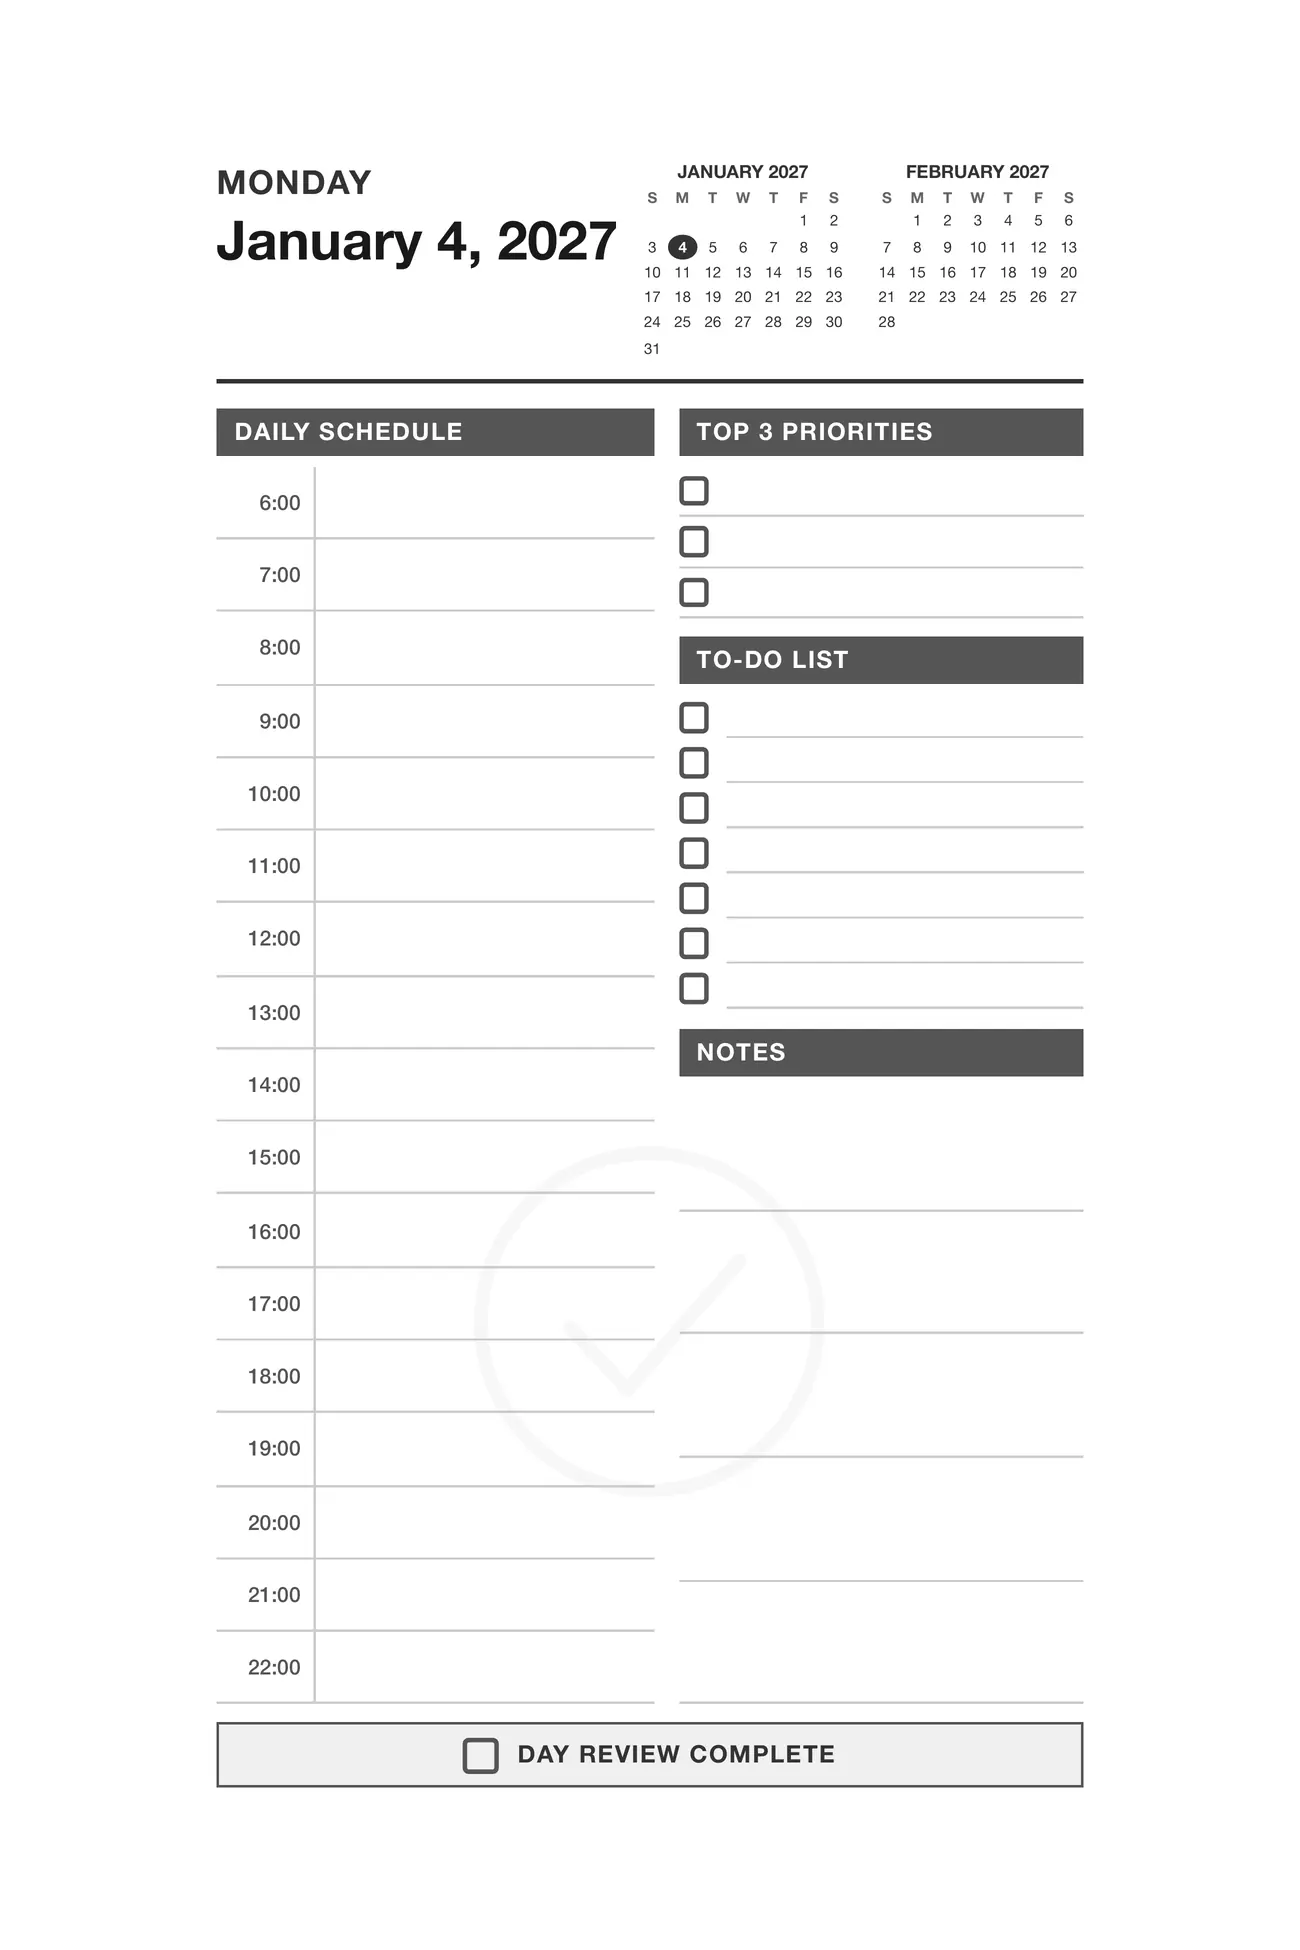 MONDAY
January 4, 2027
JANUARY 2027
S M T W T F S
1 2
3 4 5 6 7 8 9
10 11 12 13 14 15 16
17 18 19 20 21 22 23
24 25 26 27 28 29 30
31
FEBRUARY 2027
S M T W T F S
1 2 3 4 5 6
7 8 9 10 11 12 13
14 15 16 17 18 19 20
21 22 23 24 25 26 27
28
DAILY SCHEDULE
6:00
7:00
8:00
9:00
10:00
11:00
12:00
13:00
14:00
15:00
16:00
17:00
18:00
19:00
20:00
21:00
22:00
TOP 3 PRIORITIES
TO-DO LIST
NOTES
DAY REVIEW COMPLETE